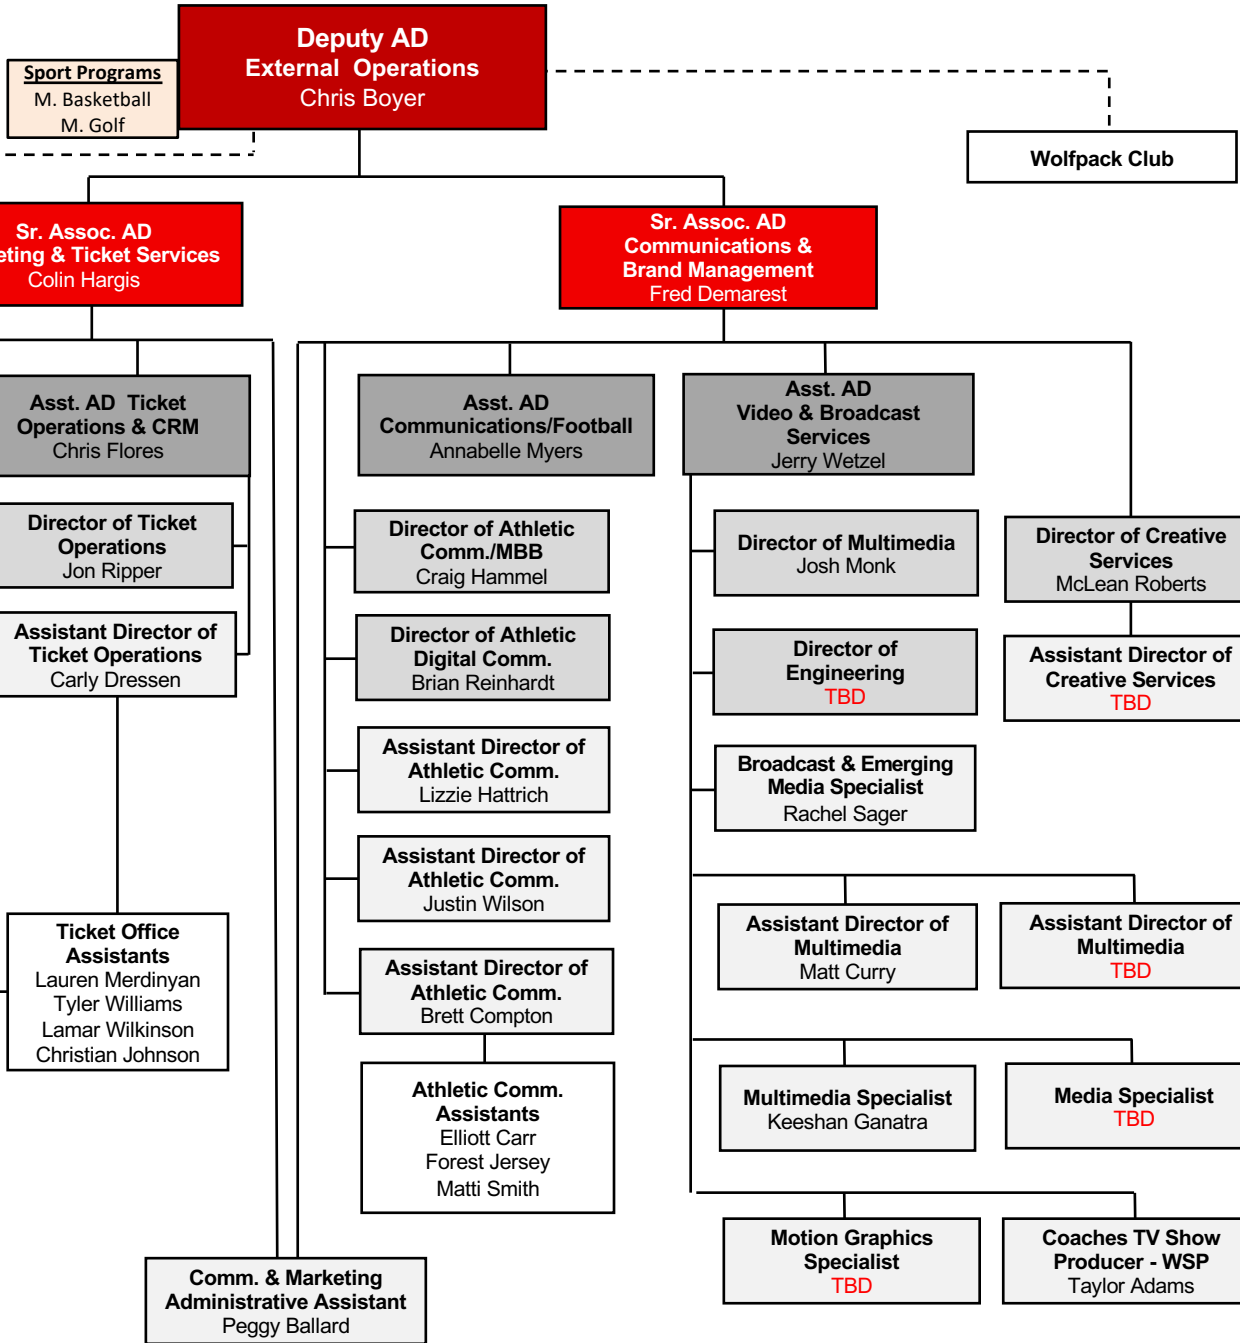 Deputy AD
External Operations
Chris Boyer
Sport Programs
M. Basketball
M. Golf
Wolfpack Club
Sr. Assoc. AD
eting & Ticket Services
Colin Hargis
Sr. Assoc. AD
Communications &
Brand Management
Fred Demarest
Asst. AD Ticket
Operations & CRM
Chris Flores
Asst. AD
Communications/Football
Annabelle Myers
Asst. AD
Video & Broadcast
Services
Jerry Wetzel
Director of Ticket
Operations
Jon Ripper
Director of Athletic
Comm./MBB
Craig Hammel
Director of Multimedia
Josh Monk
Director of Creative
Services
McLean Roberts
Assistant Director of
Ticket Operations
Carly Dressen
Director of Athletic
Digital Comm.
Brian Reinhardt
Director of
Engineering
TBD
Assistant Director of
Creative Services
TBD
Assistant Director of
Athletic Comm.
Lizzie Hattrich
Broadcast & Emerging
Media Specialist
Rachel Sager
Assistant Director of
Athletic Comm.
Justin Wilson
Ticket Office
Assistants
Lauren Merdinyan
Tyler Williams
Lamar Wilkinson
Christian Johnson
Assistant Director of
Athletic Comm.
Brett Compton
Assistant Director of
Multimedia
Matt Curry
Assistant Director of
Multimedia
TBD
Athletic Comm.
Assistants
Elliott Carr
Forest Jersey
Matti Smith
Multimedia Specialist
Keeshan Ganatra
Media Specialist
TBD
Motion Graphics
Specialist
TBD
Coaches TV Show
Producer - WSP
Taylor Adams
Comm. & Marketing
Administrative Assistant
Peggy Ballard